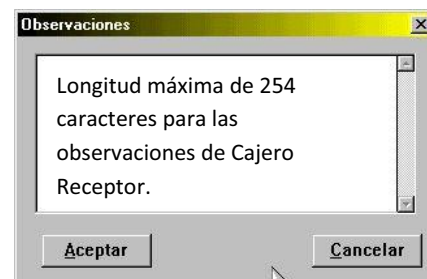 Observaciones
Longitud máxima de 254
caracteres para las
observaciones de Cajero
Receptor.
Aceptar
Cancelar